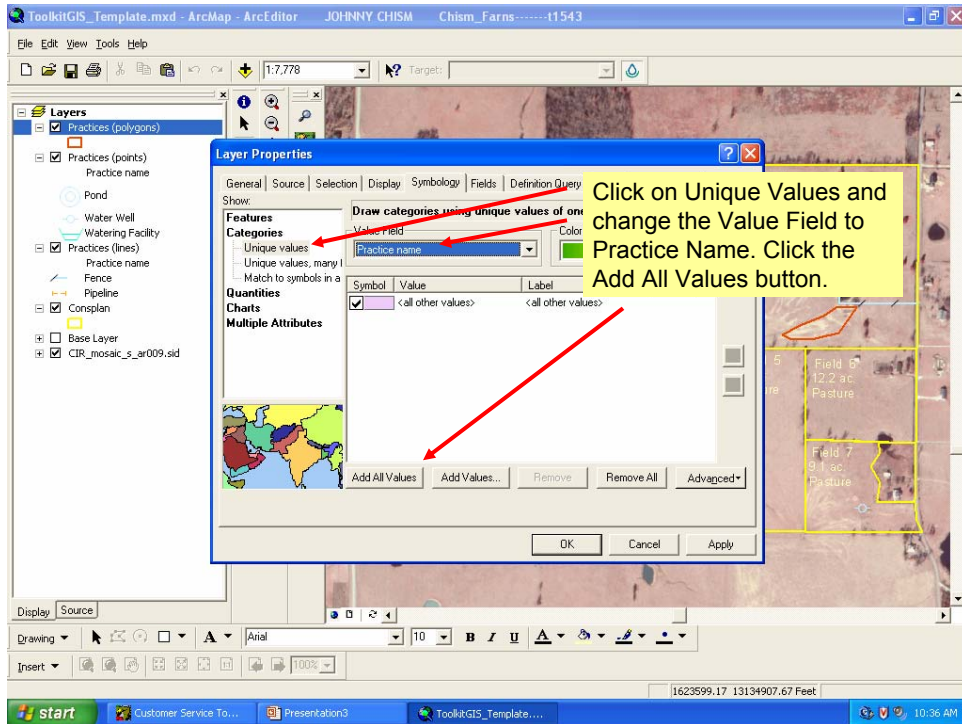 ToolkitGIS_Template.mxd - ArcMap - ArcEditor JOHNNY CHISM Chism_Farns-------t1543
File Edit View Tools Help
1:7,778 Target:
Layers
Practices (polygons)
Practices (points)
Practice name
Pond
Water Well
Watering Facility
Practices (lines)
Practice name
Fence
Pipeline
Consplan
Base Layer
CIR_mosaic_s_ar009.sid
Display Source
Layer Properties
General Source Selection Display Symbology Fields Definition Query
Show:
Features
Categories
Unique values
Unique values, many
Match to symbols in a
Quantities
Charts
Multiple Attributes
Draw categories using unique values of one
Value Field
Practice name
Color
Symbol Value Label
<all other values> <all other values>
Add All Values Add Values... Remove Remove All Advanced
OK Cancel Apply
Click on Unique Values and
change the Value Field to
Practice Name. Click the
Add All Values button.
5
Field 6
12.2 ac.
Pasture
Field 7
9.1 ac.
Pasture
Drawing A Arial 10 B I U A
Insert 100%
1623599.17 13134907.67 Feet
start Customer Service To... Presentation3 ToolkitGIS_Template.... 10:36 AM